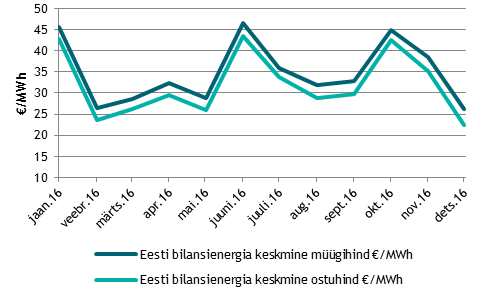 €/MWh
50
45
40
35
30
25
20
15
10
jaan.16
veebr.16
märts.16
apr.16
mai.16
juuni.16
juuli.16
aug.16
sept.16
okt.16
nov.16
dets.16
Eesti bilansienergia keskmine müügihind €/MWh
Eesti bilansienergia keskmine ostuhind €/MWh